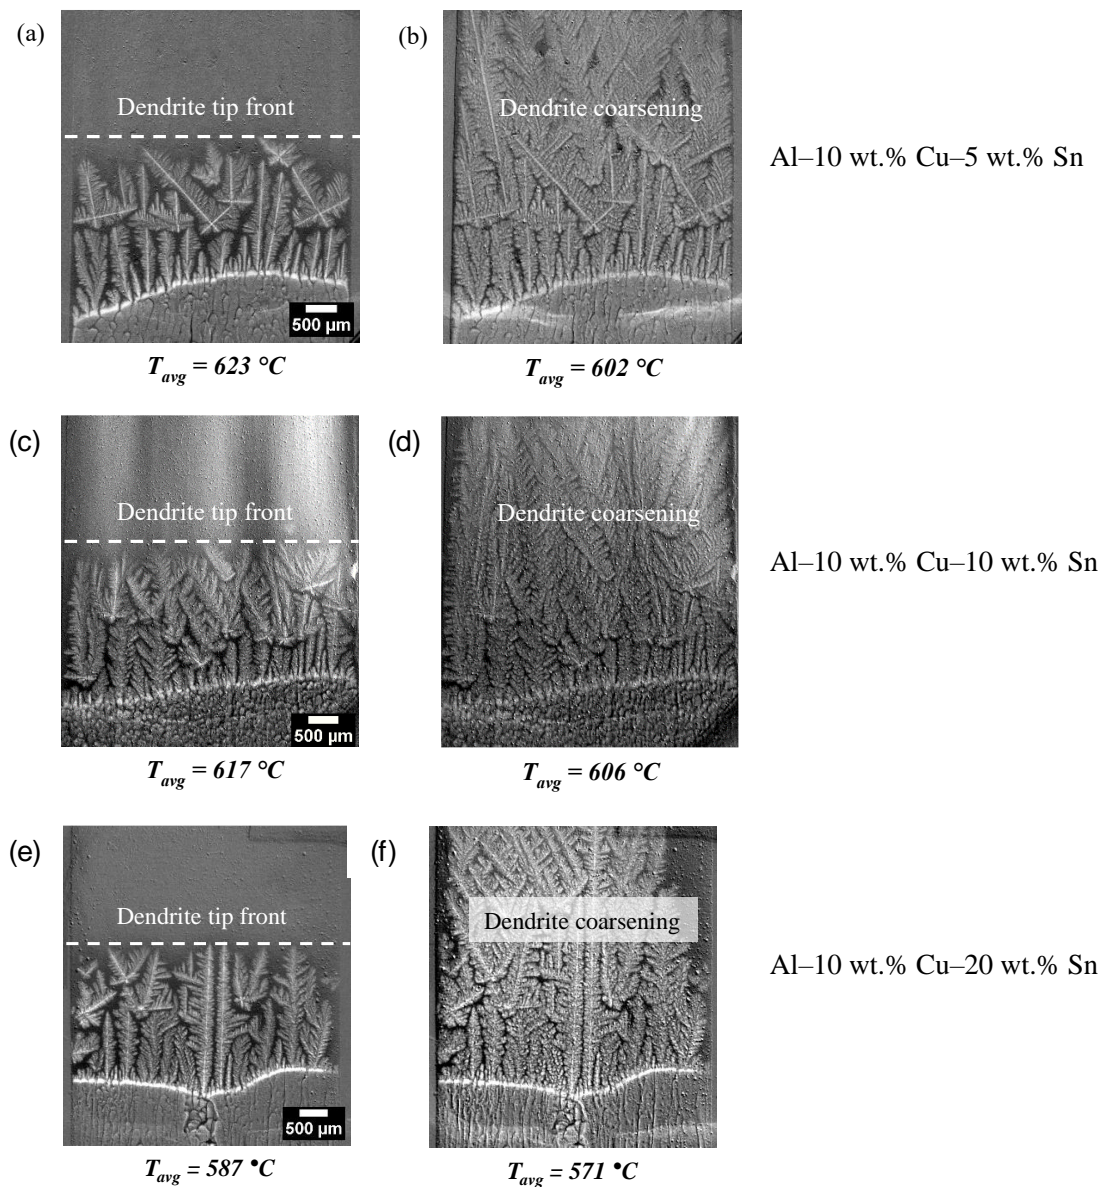 (a)
(b)
Dendrite tip front
Dendrite coarsening
Al–10 wt.% Cu–5 wt.% Sn
500 µm
T_avg = 623 °C
T_avg = 602 °C
(c)
(d)
Dendrite tip front
Dendrite coarsening
Al–10 wt.% Cu–10 wt.% Sn
500 µm
T_avg = 617 °C
T_avg = 606 °C
(e)
(f)
Dendrite tip front
Dendrite coarsening
Al–10 wt.% Cu–20 wt.% Sn
500 µm
T_avg = 587 •C
T_avg = 571 •C